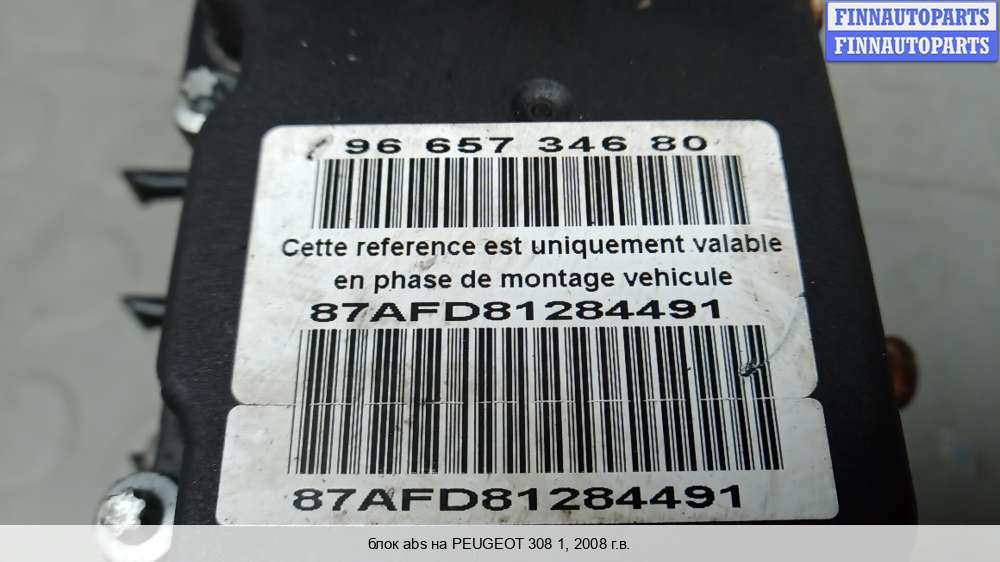 FINNAUTOPARTS
FINNAUTOPARTS
96 657 346 80
Cette reference est uniquement valable
en phase de montage vehicule
87AFD81284491
87AFD81284491
блок abs на PEUGEOT 308 1, 2008 г.в.